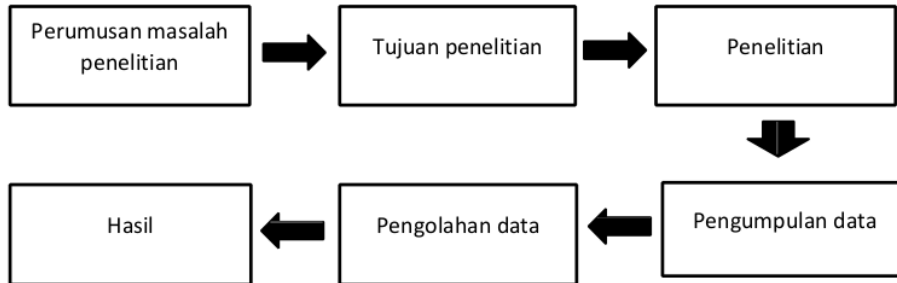 Perumusan masalah
penelitian
Tujuan penelitian
Penelitian
Pengumpulan data
Pengolahan data
Hasil